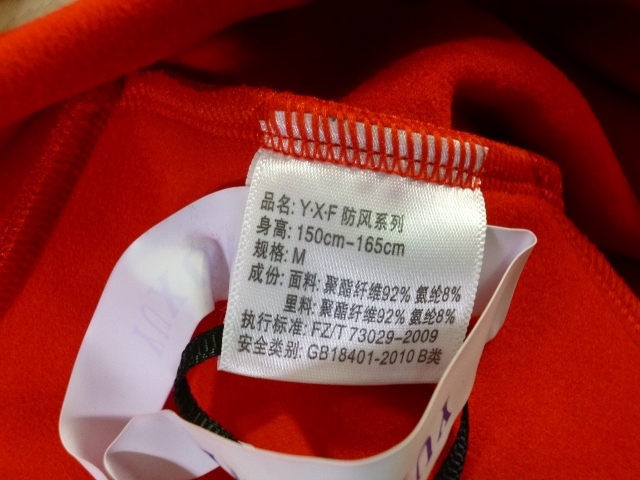 品名: Y·X·F 防风系列
身高: 150cm-165cm
规格: M
成份: 面料: 聚酯纤维92% 氨纶8%
里料: 聚酯纤维92% 氨纶8%
执行标准: FZ/T 73029-2009
安全类别: GB18401-2010 B类